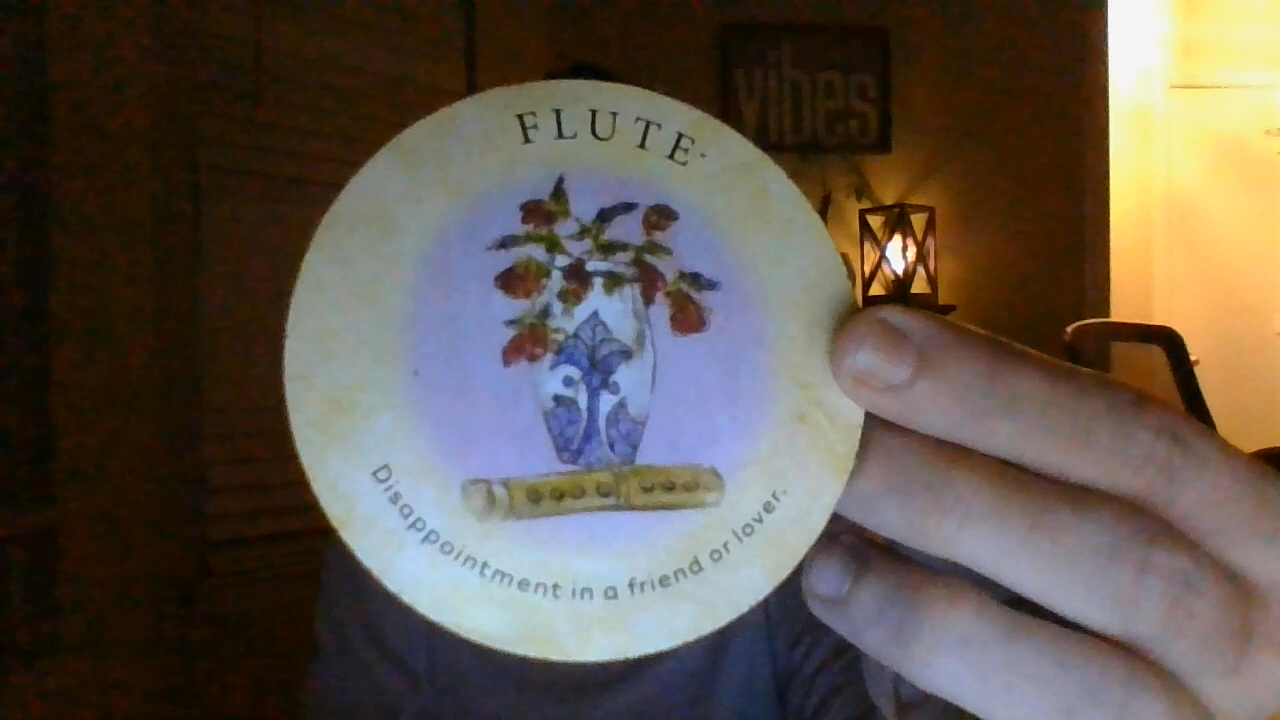 vibes
FLUTE-
Disappointment in a friend or lover.